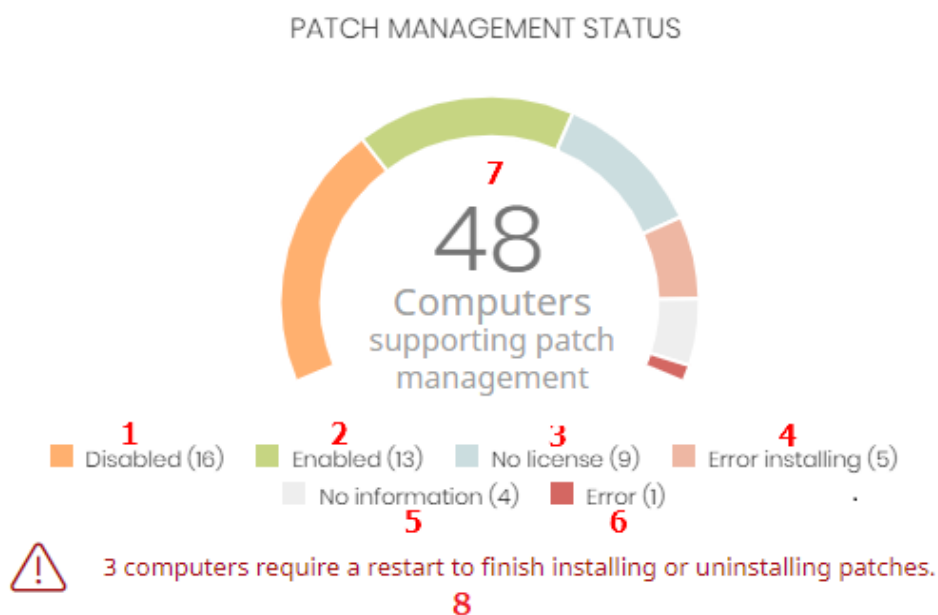 PATCH MANAGEMENT STATUS
7
48
Computers
supporting patch
management
1 2 3 4
Disabled (16) Enabled (13) No license (9) Error installing (5)
No information (4) Error (1) .
5 6
3 computers require a restart to finish installing or uninstalling patches.
8